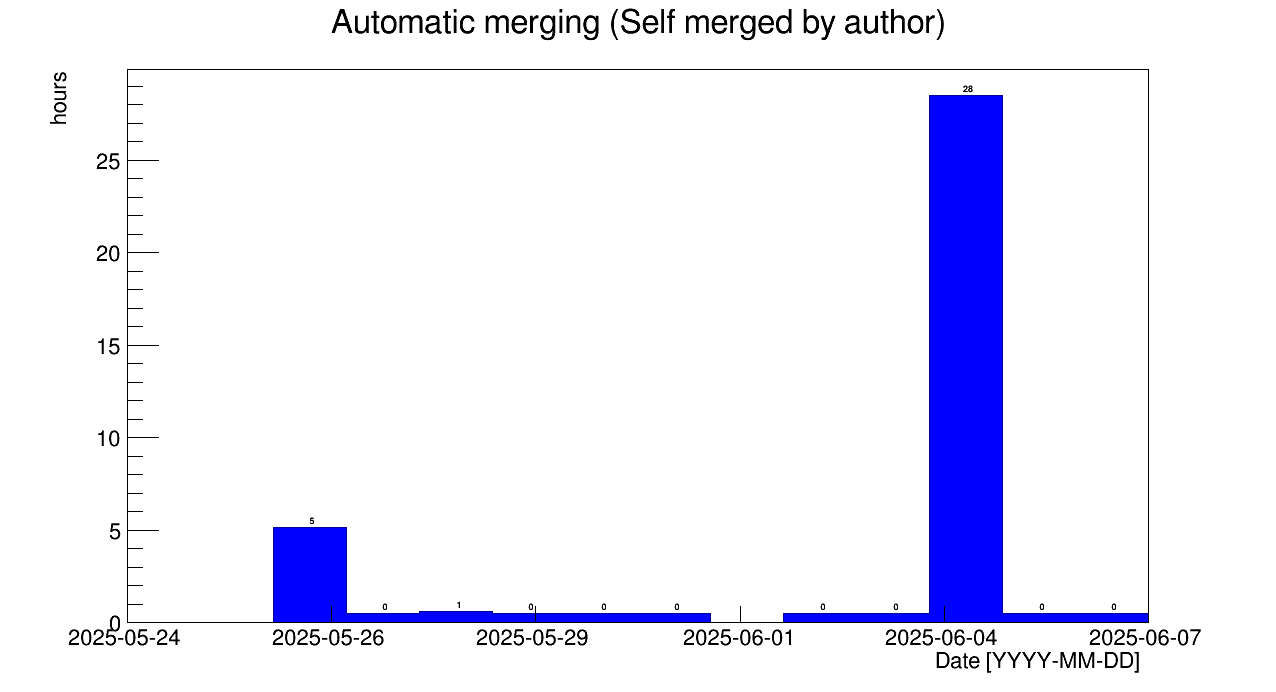 Automatic merging (Self merged by author)
hours
28
25
20
15
10
5
5
0 1 0 0 0 0 0 0 0
0
2025-05-24 2025-05-26 2025-05-29 2025-06-01 2025-06-04 2025-06-07
Date [YYYY-MM-DD]